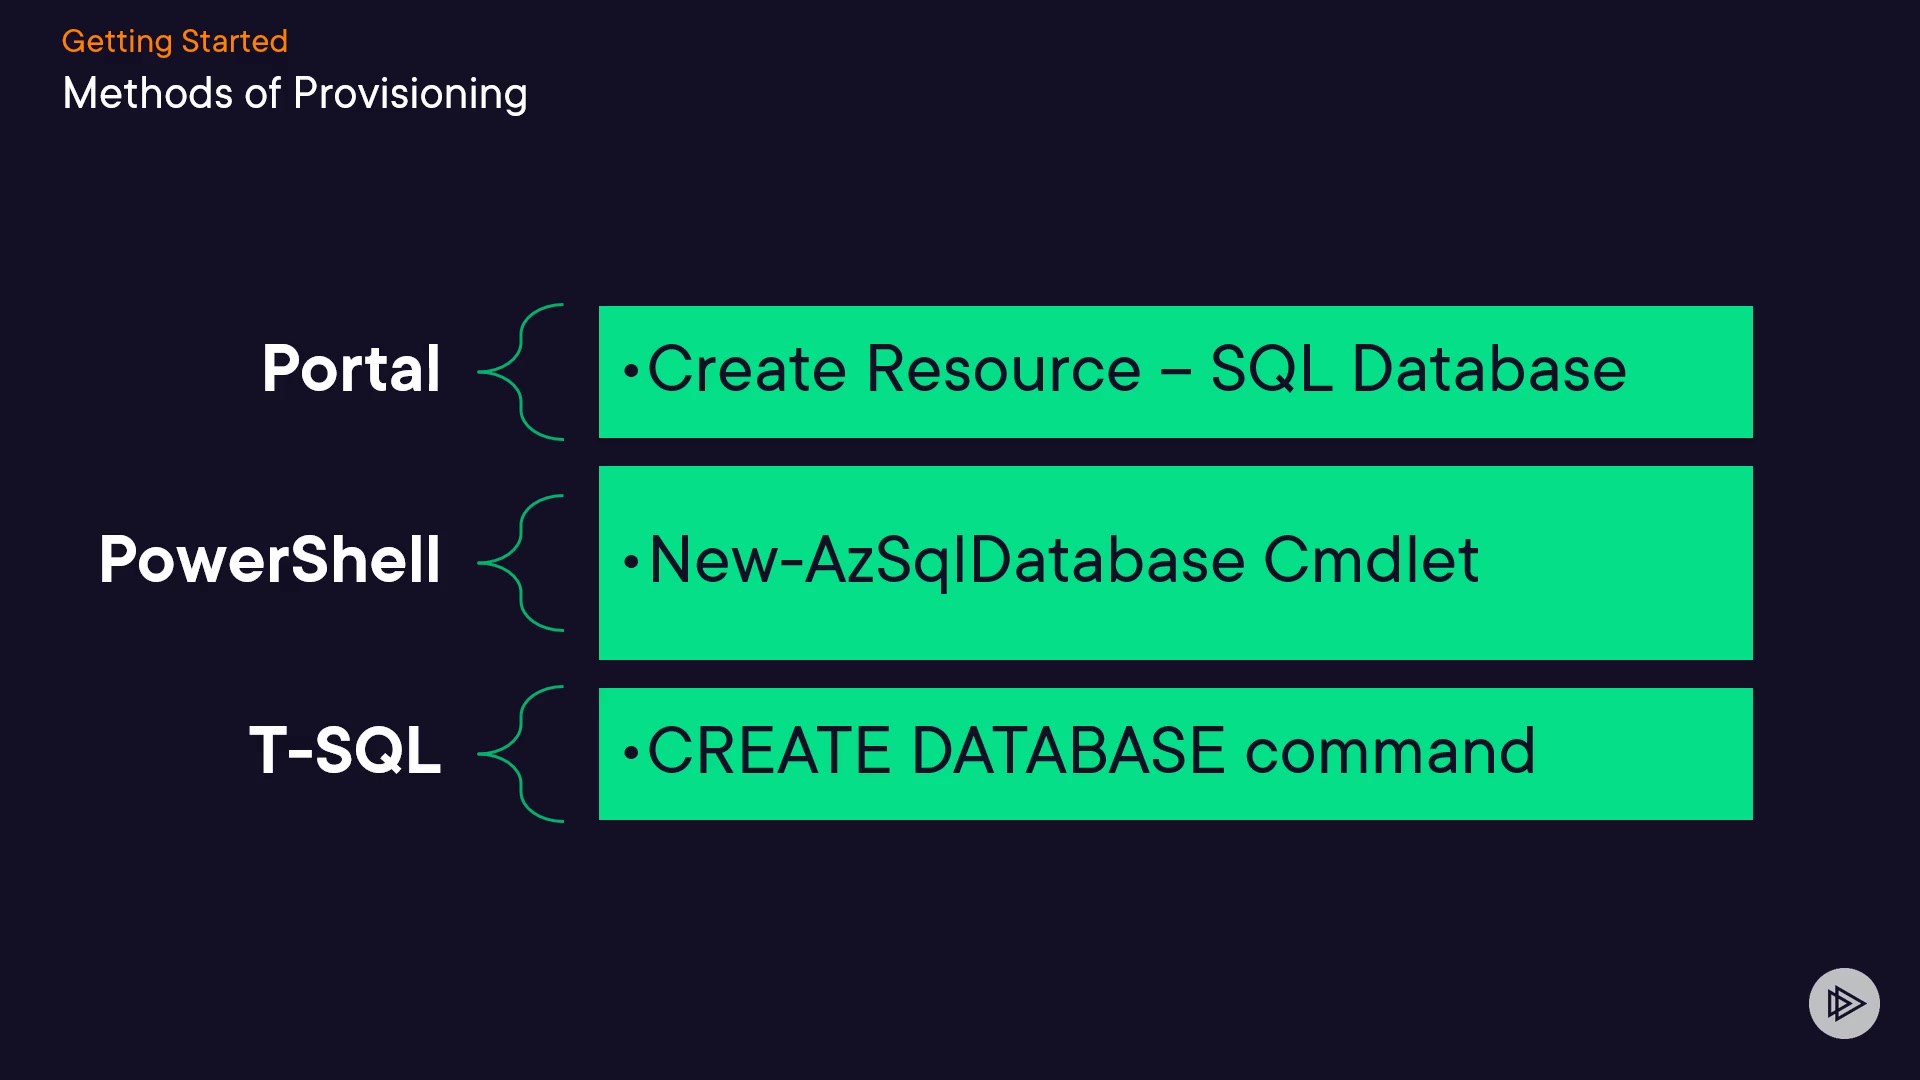 Getting Started
Methods of Provisioning
Portal
• Create Resource – SQL Database
PowerShell
• New-AzSqlDatabase Cmdlet
T-SQL
• CREATE DATABASE command